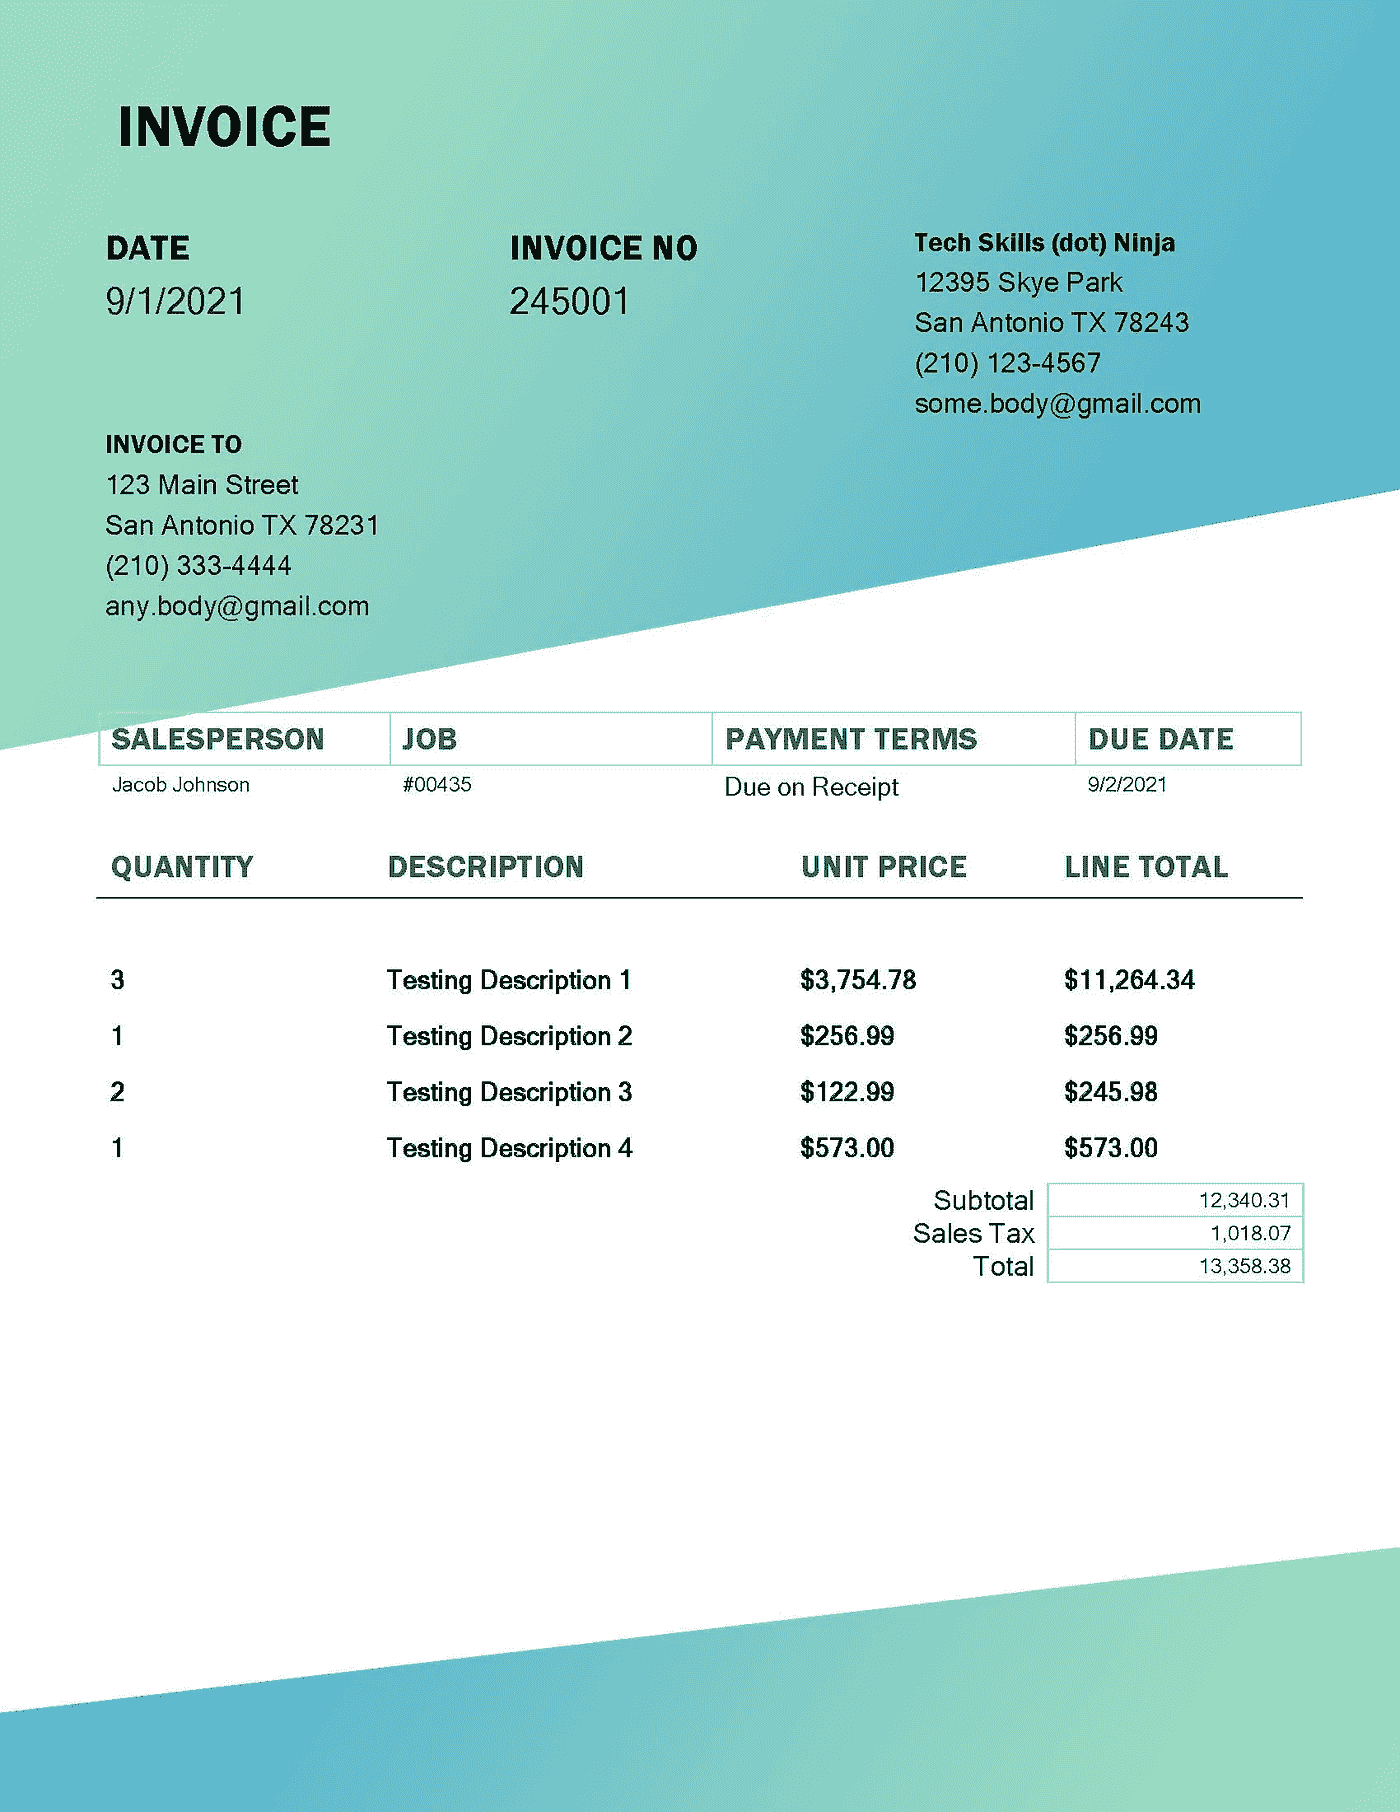 INVOICE
DATE
9/1/2021
INVOICE NO
245001
Tech Skills (dot) Ninja
12395 Skye Park
San Antonio TX 78243
(210) 123-4567
some.body@gmail.com
INVOICE TO
123 Main Street
San Antonio TX 78231
(210) 333-4444
any.body@gmail.com
SALESPERSON JOB PAYMENT TERMS DUE DATE
Jacob Johnson #00435 Due on Receipt 9/2/2021
QUANTITY DESCRIPTION UNIT PRICE LINE TOTAL
3 Testing Description 1 $3,754.78 $11,264.34
1 Testing Description 2 $256.99 $256.99
2 Testing Description 3 $122.99 $245.98
1 Testing Description 4 $573.00 $573.00
Subtotal 12,340.31
Sales Tax 1,018.07
Total 13,358.38